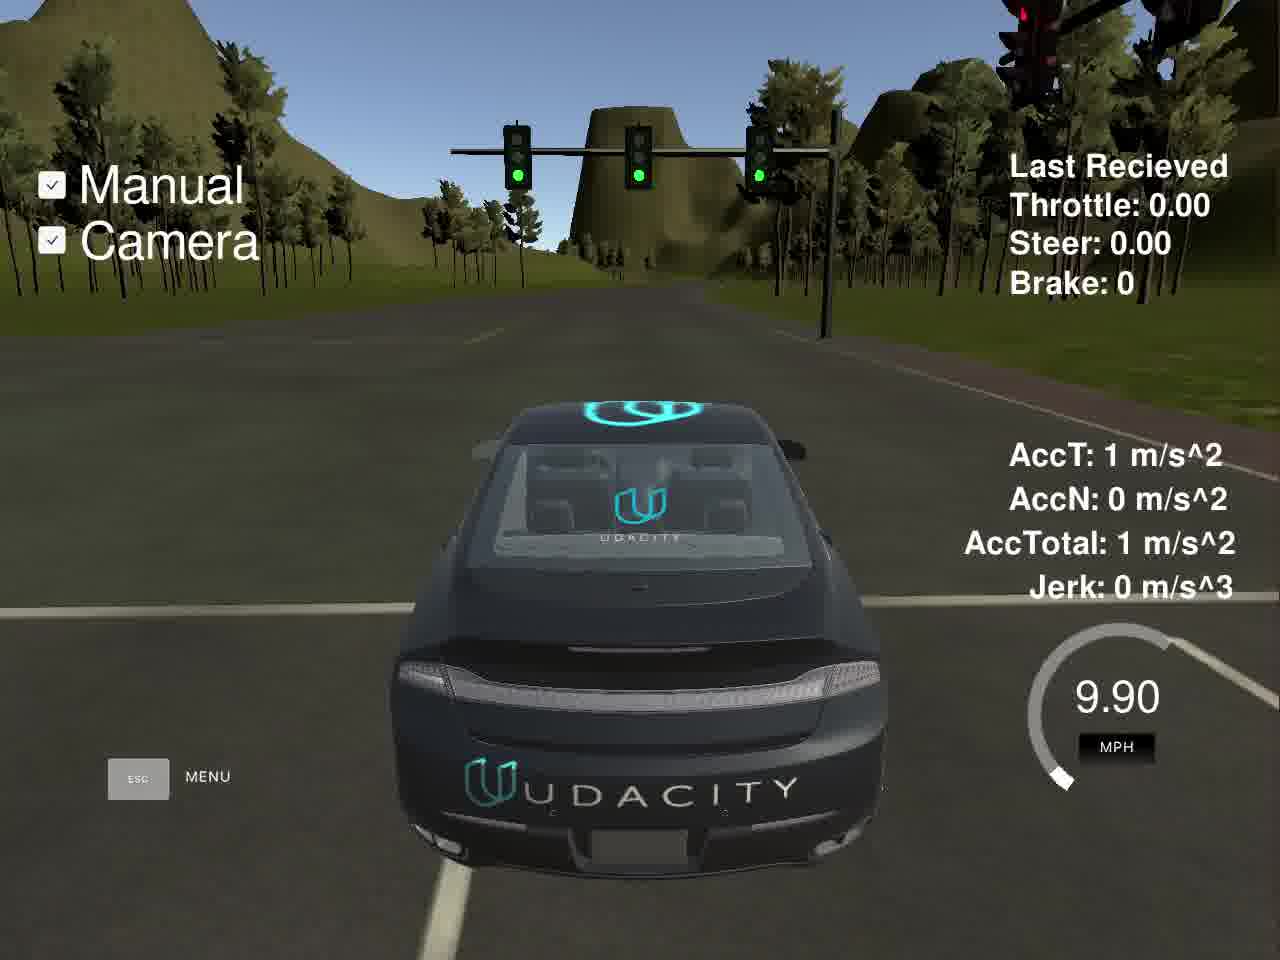 Manual
Camera
Last Recieved
Throttle: 0.00
Steer: 0.00
Brake: 0
AccT: 1 m/s^2
AccN: 0 m/s^2
AccTotal: 1 m/s^2
Jerk: 0 m/s^3
UDACITY
9.90
MPH
ESC MENU
UDACITY